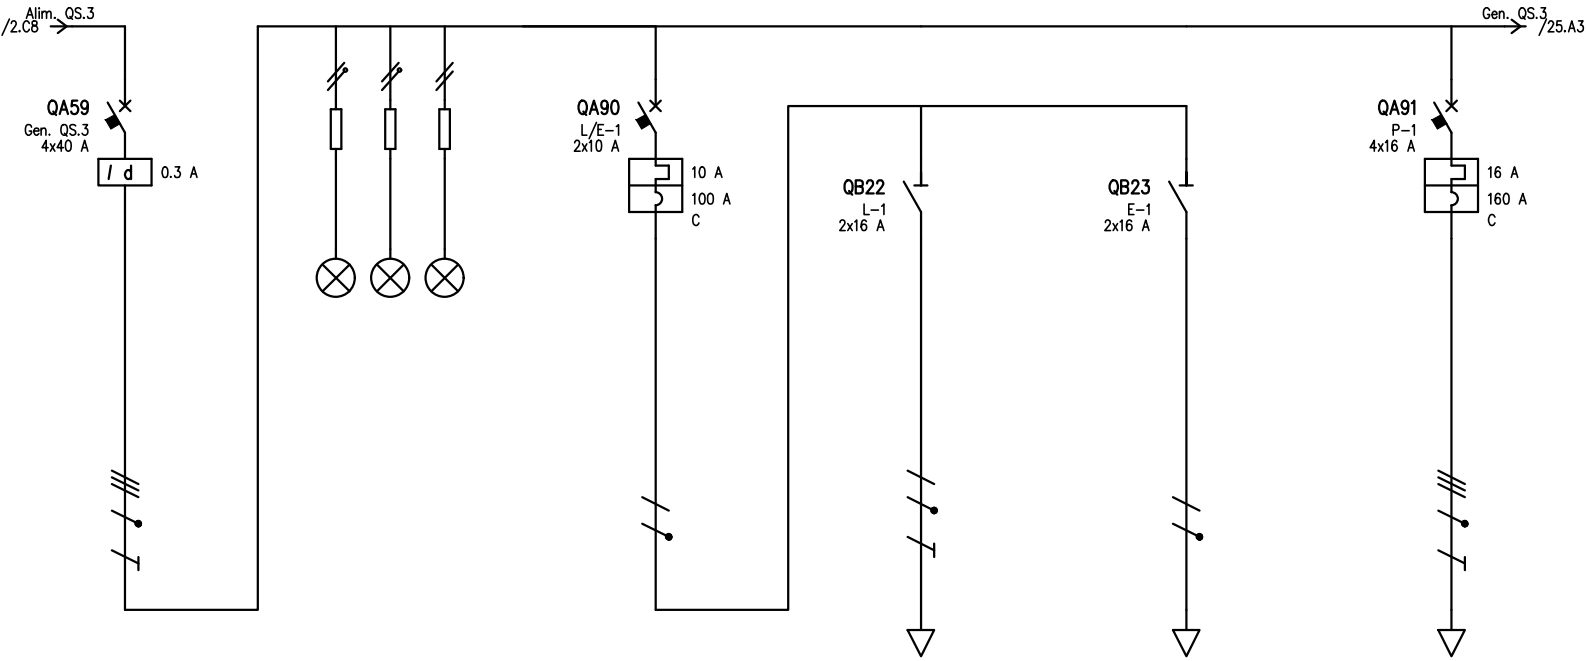 Alim. QS.3
/2.C8
Gen. QS.3
/25.A3
QA59
Gen. QS.3
4x40 A
I d
0.3 A
QA90
L/E-1
2x10 A
10 A
100 A
C
QB22
L-1
2x16 A
QB23
E-1
2x16 A
QA91
P-1
4x16 A
16 A
160 A
C